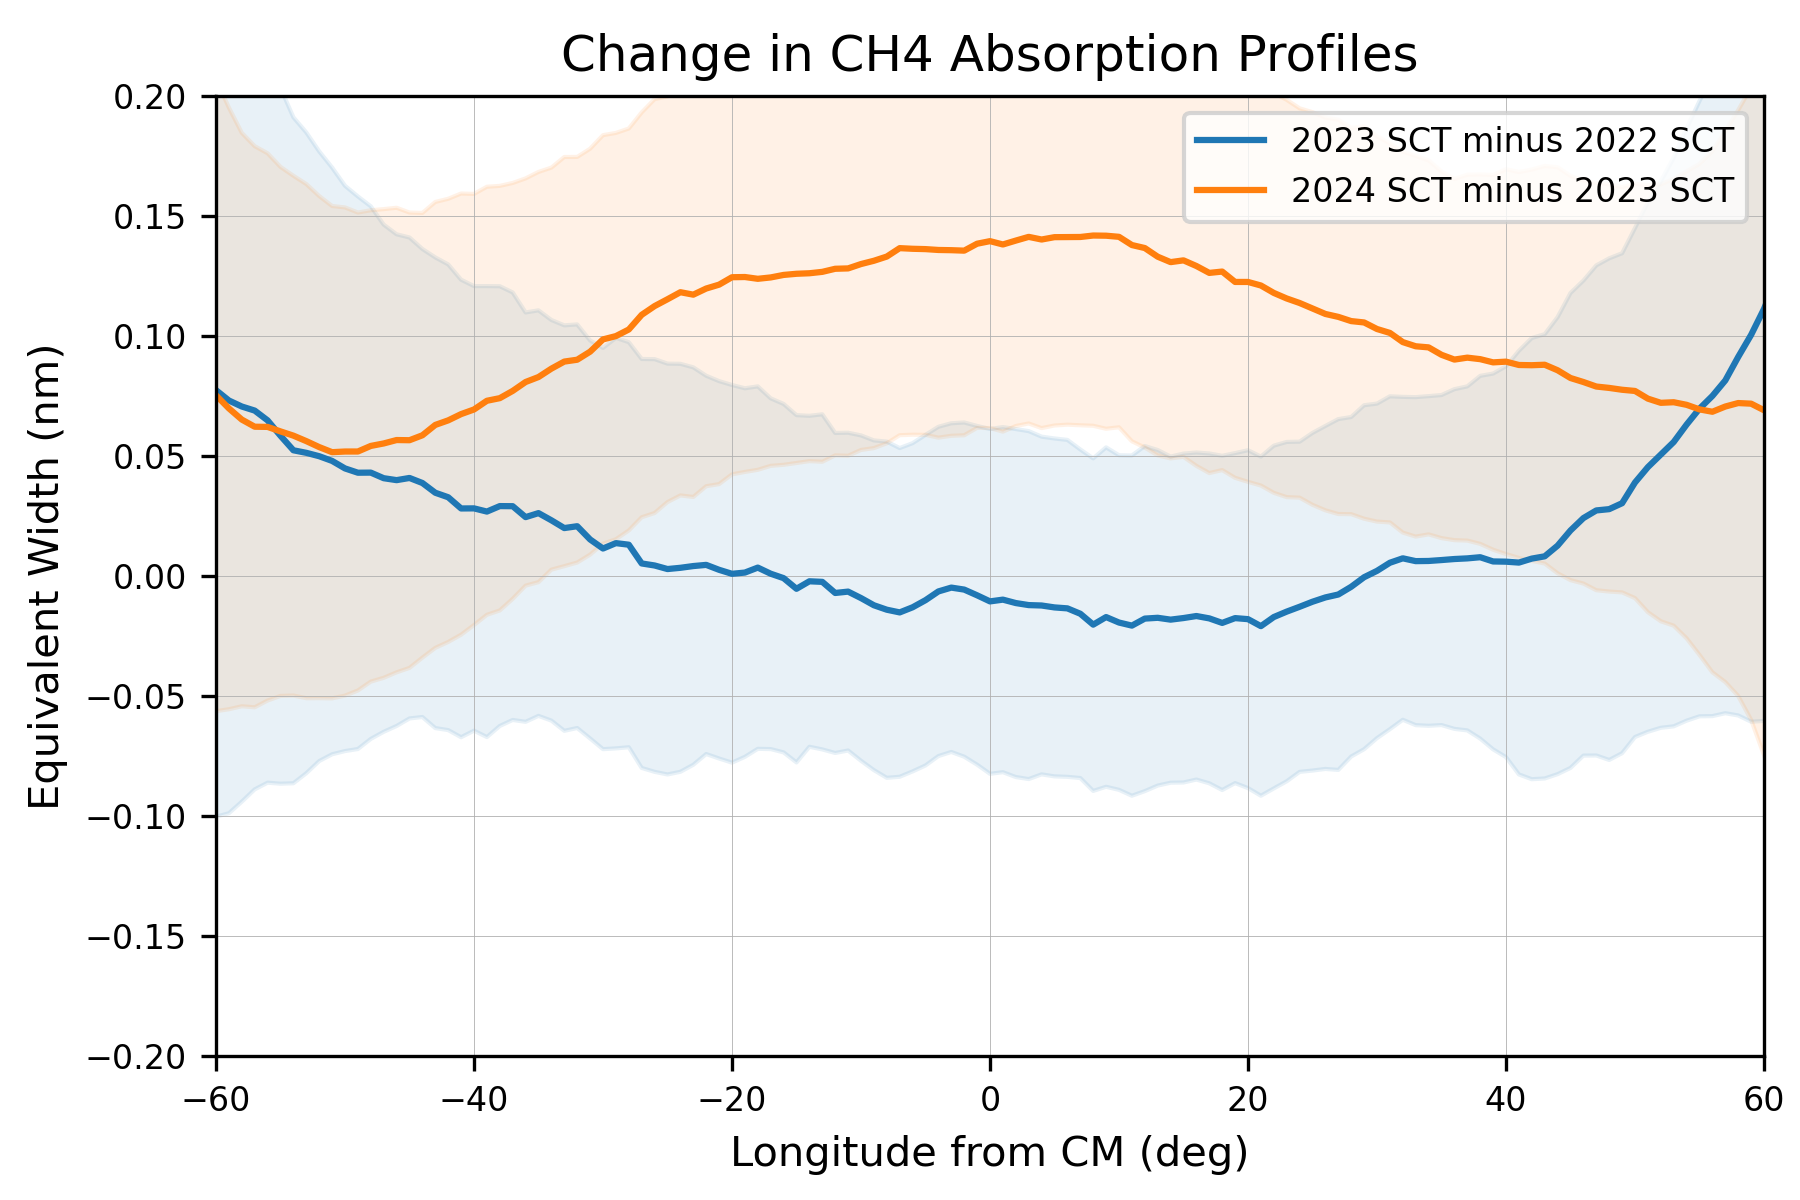 Change in CH4 Absorption Profiles
0.20
0.15
0.10
0.05
0.00
−0.05
−0.10
−0.15
−0.20
Equivalent Width (nm)
2023 SCT minus 2022 SCT
2024 SCT minus 2023 SCT
−60 −40 −20 0 20 40 60
Longitude from CM (deg)